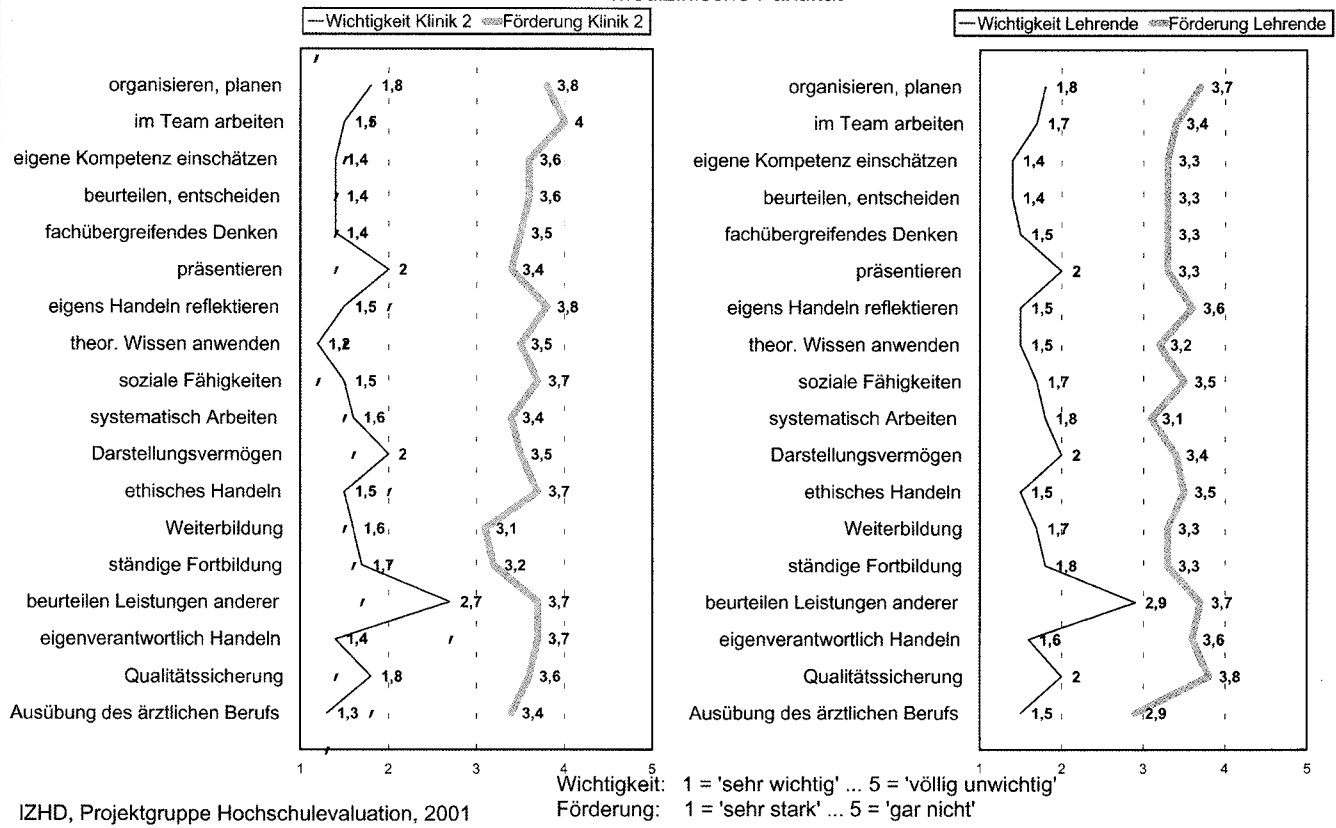 Wichtigkeit Klinik 2 Förderung Klinik 2
organisieren, planen 1,8 3,8
im Team arbeiten 4
eigene Kompetenz einschätzen 1,4 3,6
beurteilen, entscheiden 1,4 3,6
fachübergreifendes Denken 1,4 3,5
präsentieren 2 3,4
eigens Handeln reflektieren 1,5 3,8
theor. Wissen anwenden 3,5
soziale Fähigkeiten 1,5 3,7
systematisch Arbeiten 1,6 3,4
Darstellungsvermögen 2 3,5
ethisches Handeln 1,5 3,7
Weiterbildung 1,6 3,1
ständige Fortbildung 1,7 3,2
beurteilen Leistungen anderer 2,7 3,7
eigenverantwortlich Handeln 1,4 3,7
Qualitätssicherung 1,8 3,6
Ausübung des ärztlichen Berufs 1,3 3,4
1 2 3 4 5
Wichtigkeit Lehrende Förderung Lehrende
organisieren, planen 1,8 3,7
im Team arbeiten 1,7 3,4
eigene Kompetenz einschätzen 1,4 3,3
beurteilen, entscheiden 1,4 3,3
fachübergreifendes Denken 1,5 3,3
präsentieren 2 3,3
eigens Handeln reflektieren 1,5 3,6
theor. Wissen anwenden 1,5 3,2
soziale Fähigkeiten 1,7 3,5
systematisch Arbeiten 1,8 3,1
Darstellungsvermögen 2 3,4
ethisches Handeln 1,5 3,5
Weiterbildung 1,7 3,3
ständige Fortbildung 1,8 3,3
beurteilen Leistungen anderer 2,9 3,7
eigenverantwortlich Handeln 1,6 3,6
Qualitätssicherung 2 3,8
Ausübung des ärztlichen Berufs 1,5 2,9
1 2 3 4 5
Wichtigkeit: 1 = 'sehr wichtig' ... 5 = 'völlig unwichtig'
Förderung: 1 = 'sehr stark' ... 5 = 'gar nicht'
IZHD, Projektgruppe Hochschulevaluation, 2001